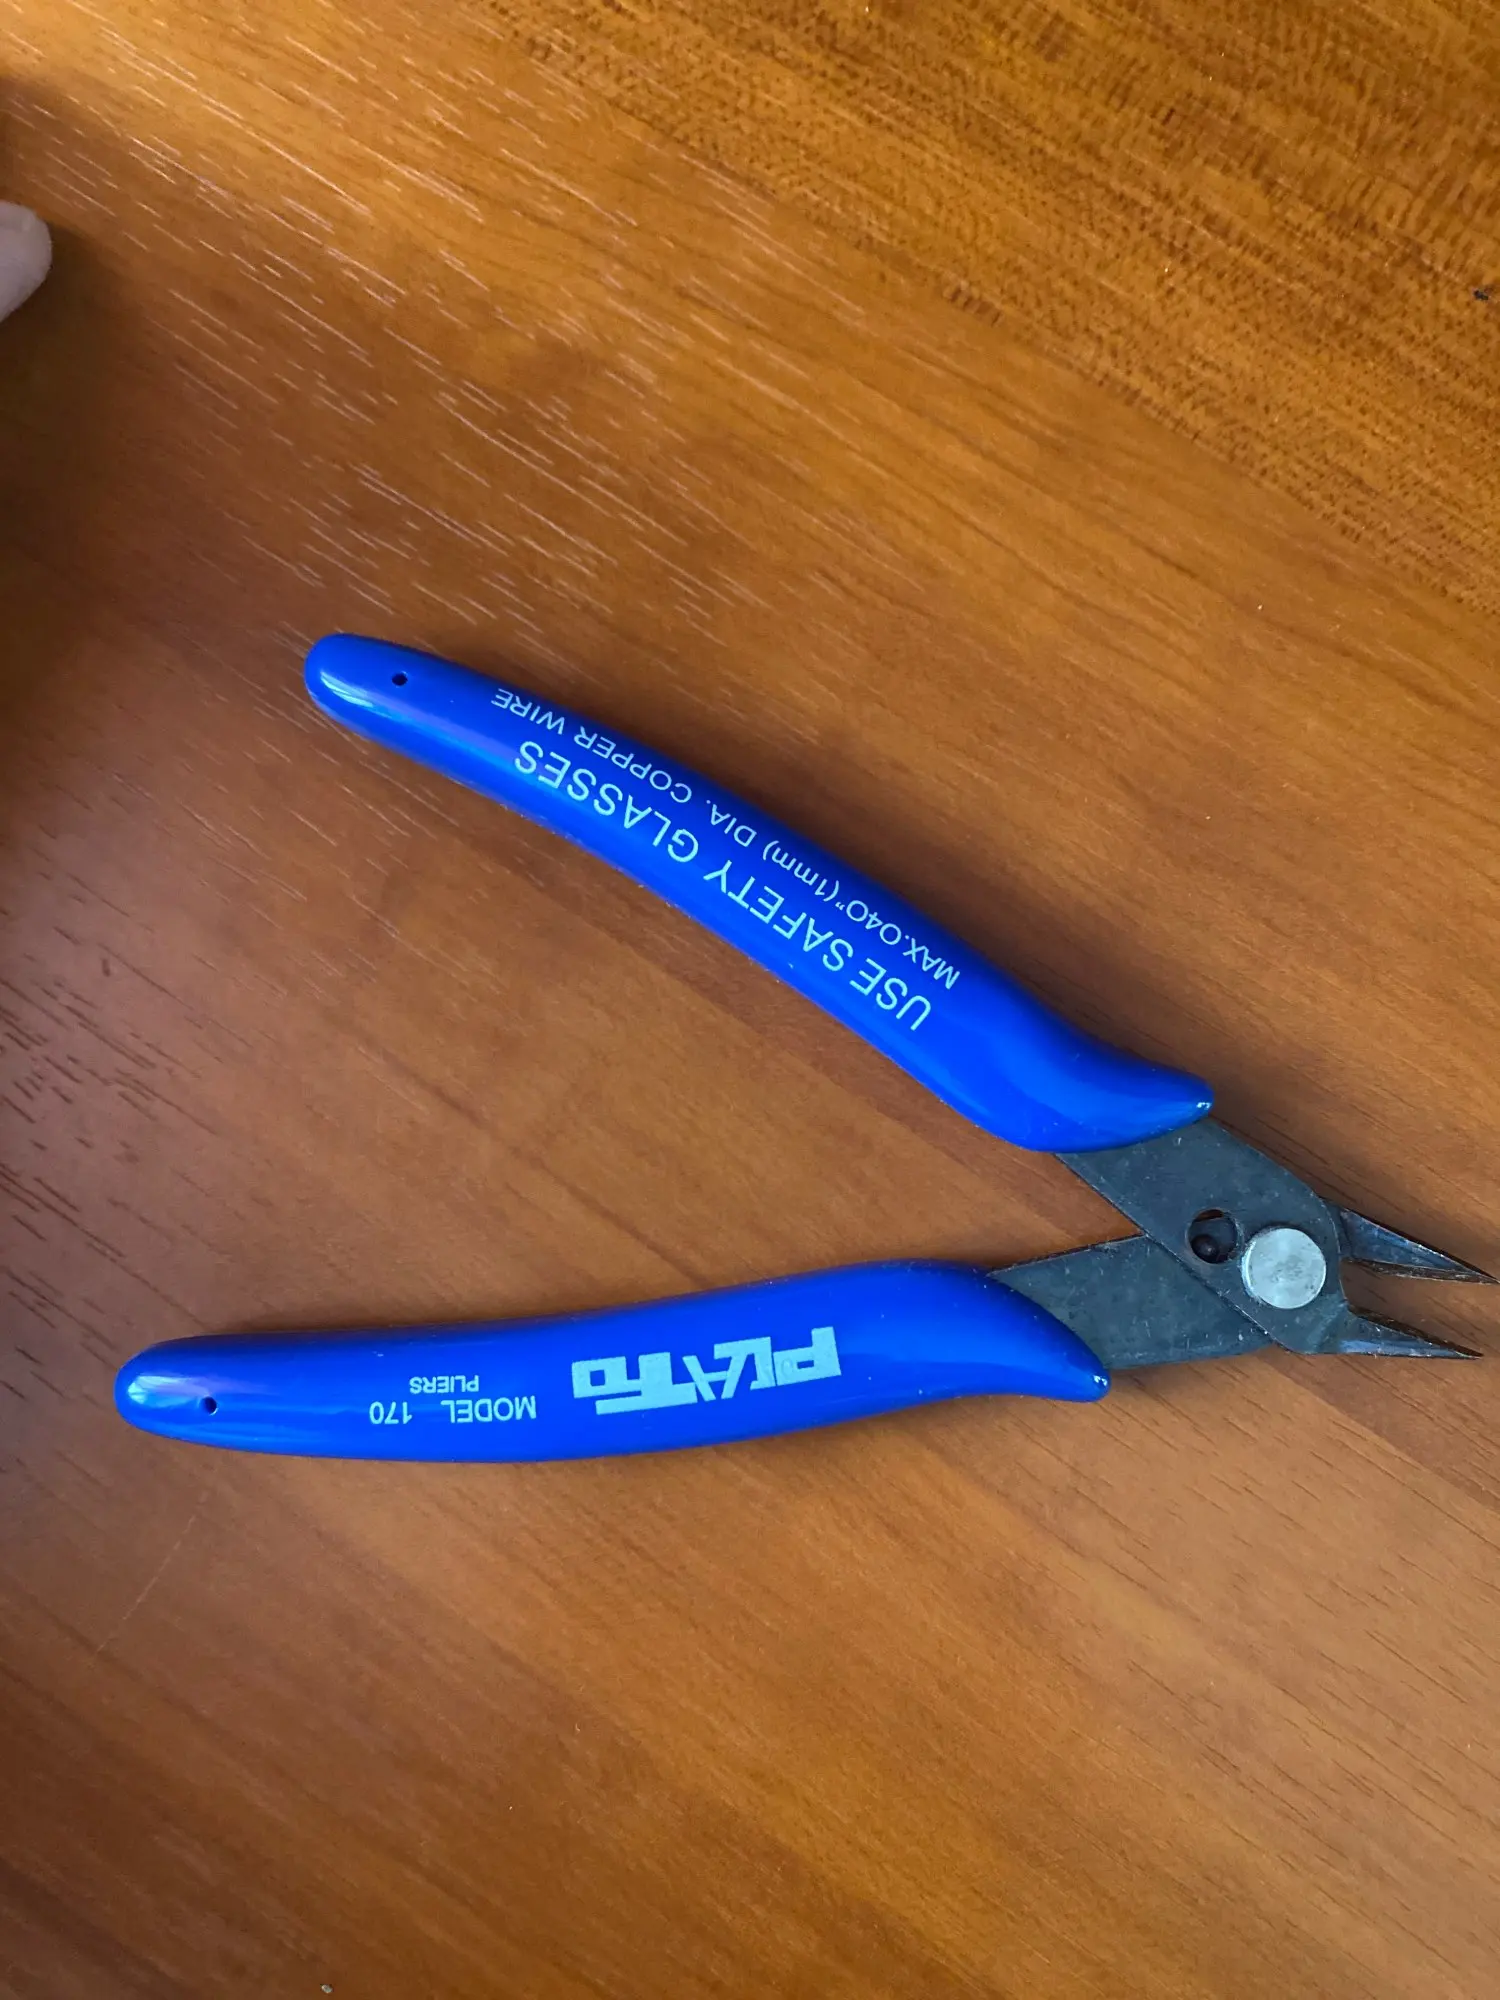 MAX.040"(1mm) DIA. COPPER WIRE
USE SAFETY GLASSES
PLATO
MODEL 170
PLIERS